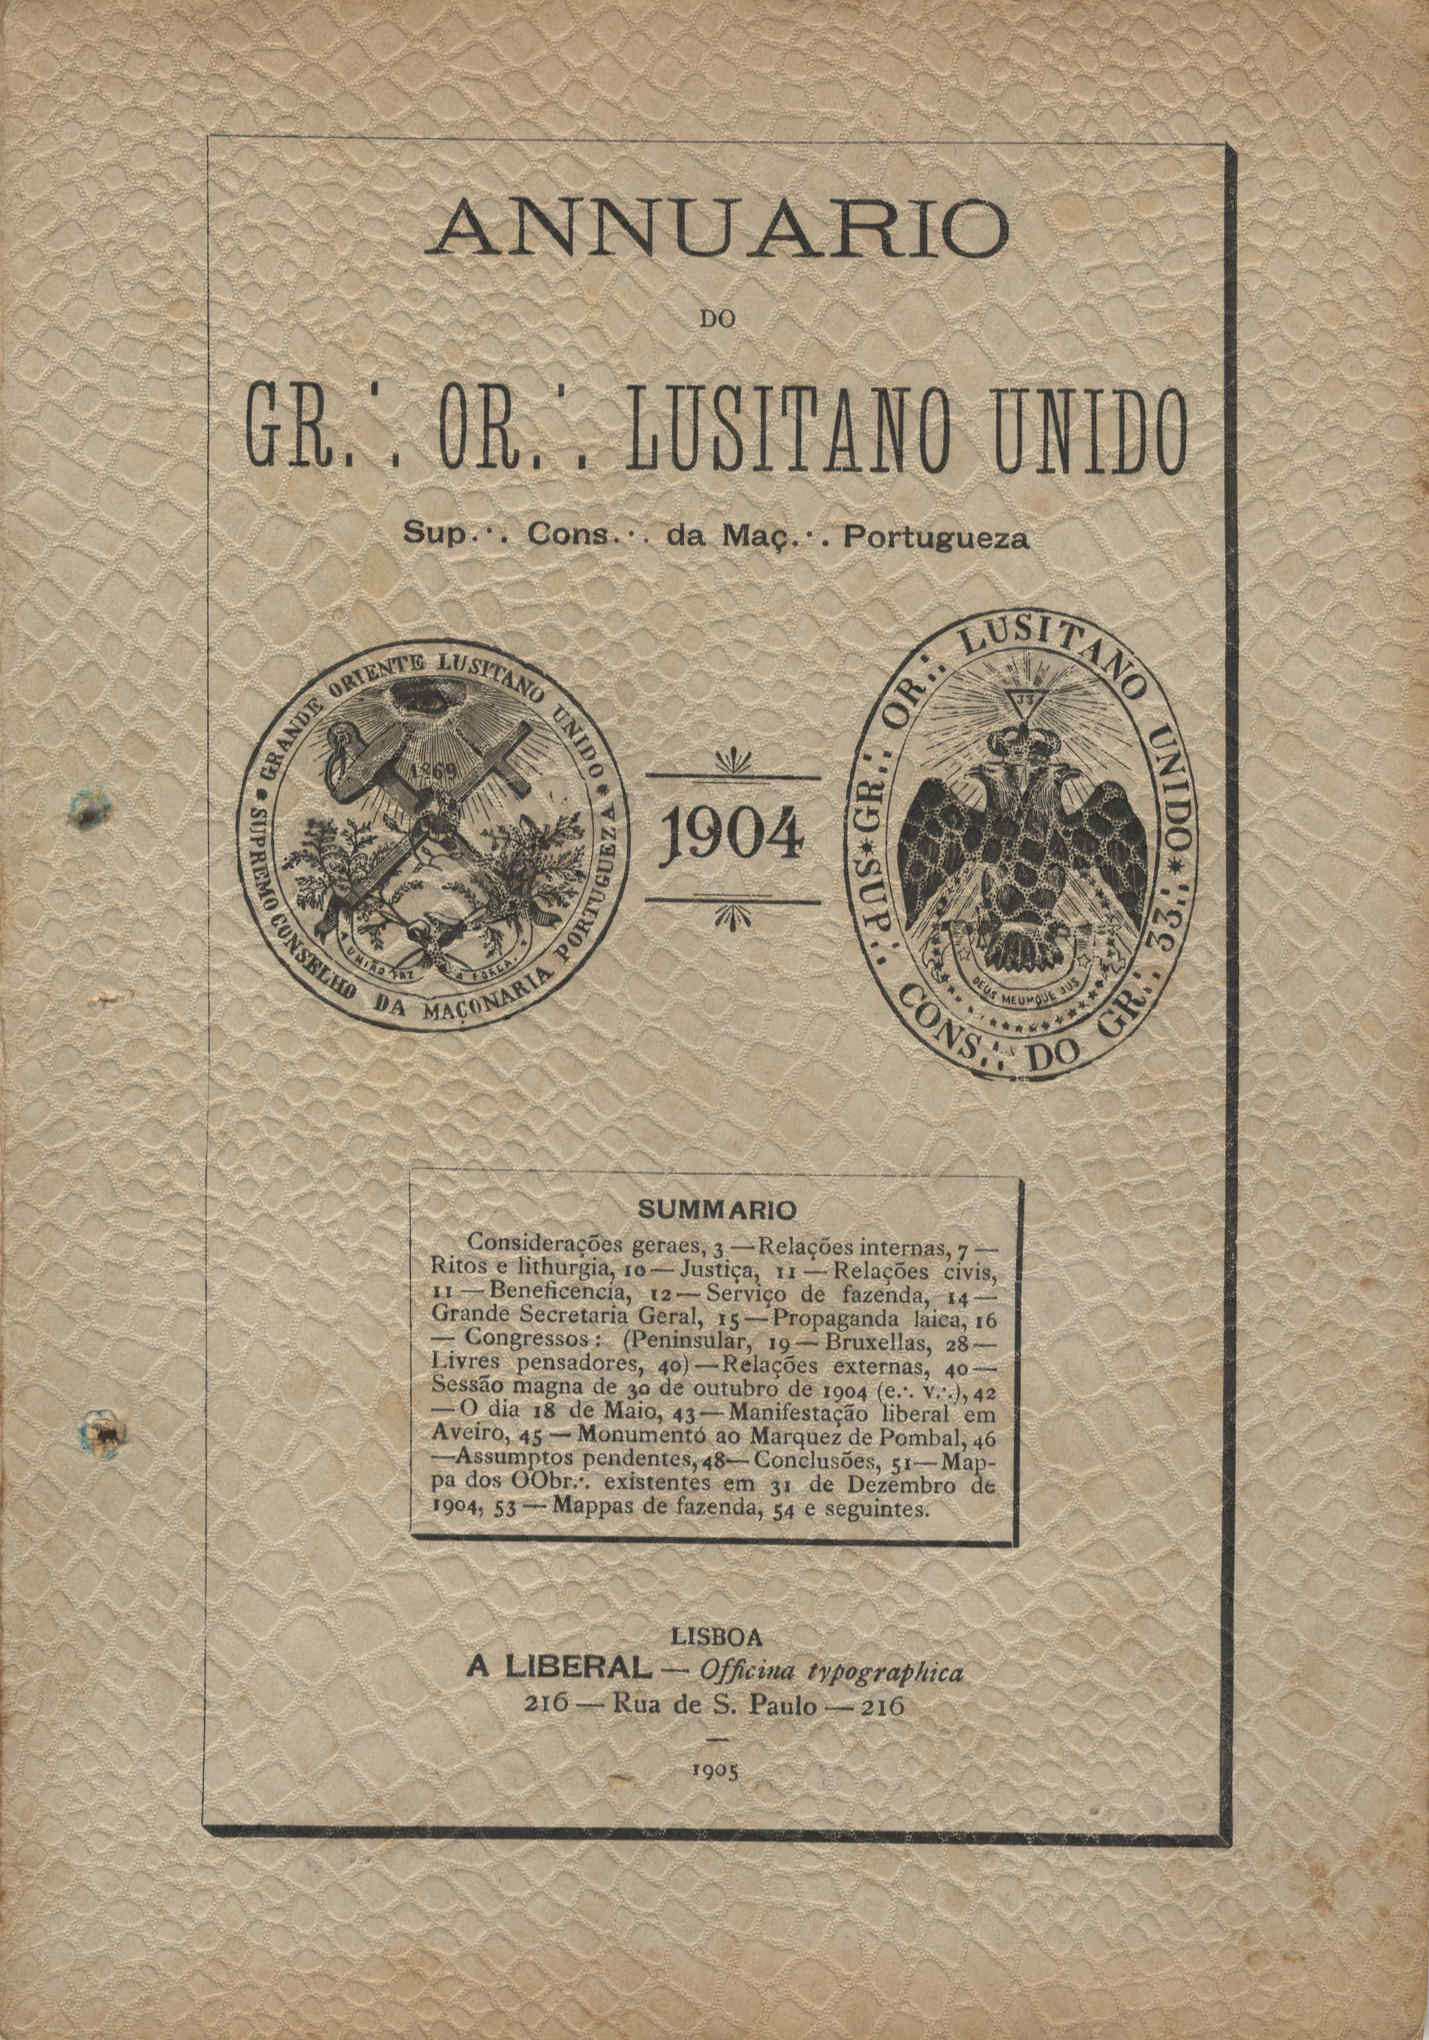 ANNUARIO
DO
GR.·. OR.·. LUSITANO UNIDO
Sup.·. Cons.·. da Maç.·. Portugueza
GRANDE ORIENTE LUSITANO UNIDO
SUPREMO CONSELHO DA MAÇONARIA PORTUGUEZA
1869
A UNIÃO FAZ A FORÇA.
1904
GR.·. OR.·. LUSITANO UNIDO
SUP.·. CONS.·. DO GR.·. 33.·.
33
DEUS MEUMQUE JUS
SUMMARIO
Considerações geraes, 3 — Relações internas, 7 —
Ritos e lithurgia, 10 — Justiça, 11 — Relações civis,
11 — Beneficencia, 12 — Serviço de fazenda, 14 —
Grande Secretaria Geral, 15 — Propaganda laica, 16
— Congressos : (Peninsular, 19 — Bruxellas, 28 —
Livres pensadores, 40) — Relações externas, 40 —
Sessão magna de 30 de outubro de 1904 (e.·. v.·.), 42
— O dia 18 de Maio, 43 — Manifestação liberal em
Aveiro, 45 — Monumento ao Marquez de Pombal, 46
—Assumptos pendentes, 48— Conclusões, 51— Map-
pa dos OObr.·. existentes em 31 de Dezembro de
1904, 53 — Mappas de fazenda, 54 e seguintes.
LISBOA
A LIBERAL — Officina typographica
216 — Rua de S. Paulo — 216
1905